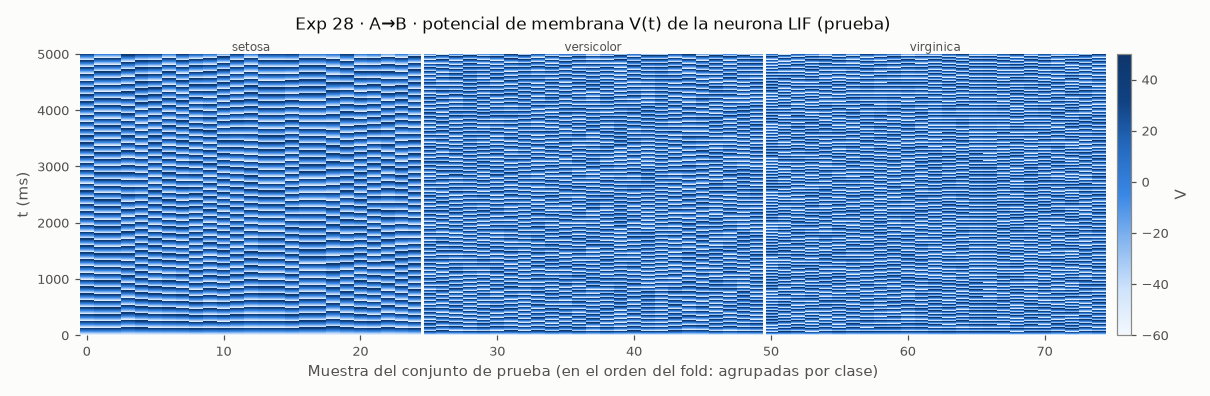 Exp 28 · A→B · potencial de membrana V(t) de la neurona LIF (prueba)
setosa versicolor virginica
5000
4000
3000
2000
1000
0
t (ms)
0 10 20 30 40 50 60 70
Muestra del conjunto de prueba (en el orden del fold: agrupadas por clase)
40
20
0
−20
−40
−60
V